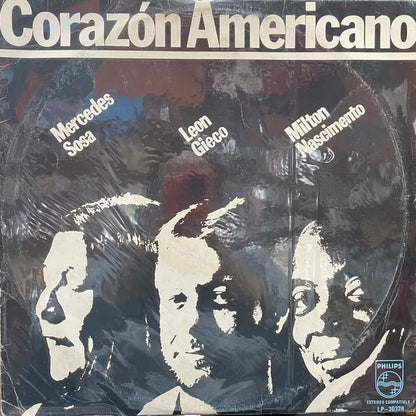 Corazón Americano
Mercedes
Sosa
Leon
Gieco
Milton
Nascimento
PHILIPS
ESTEREO COMPATIBLE